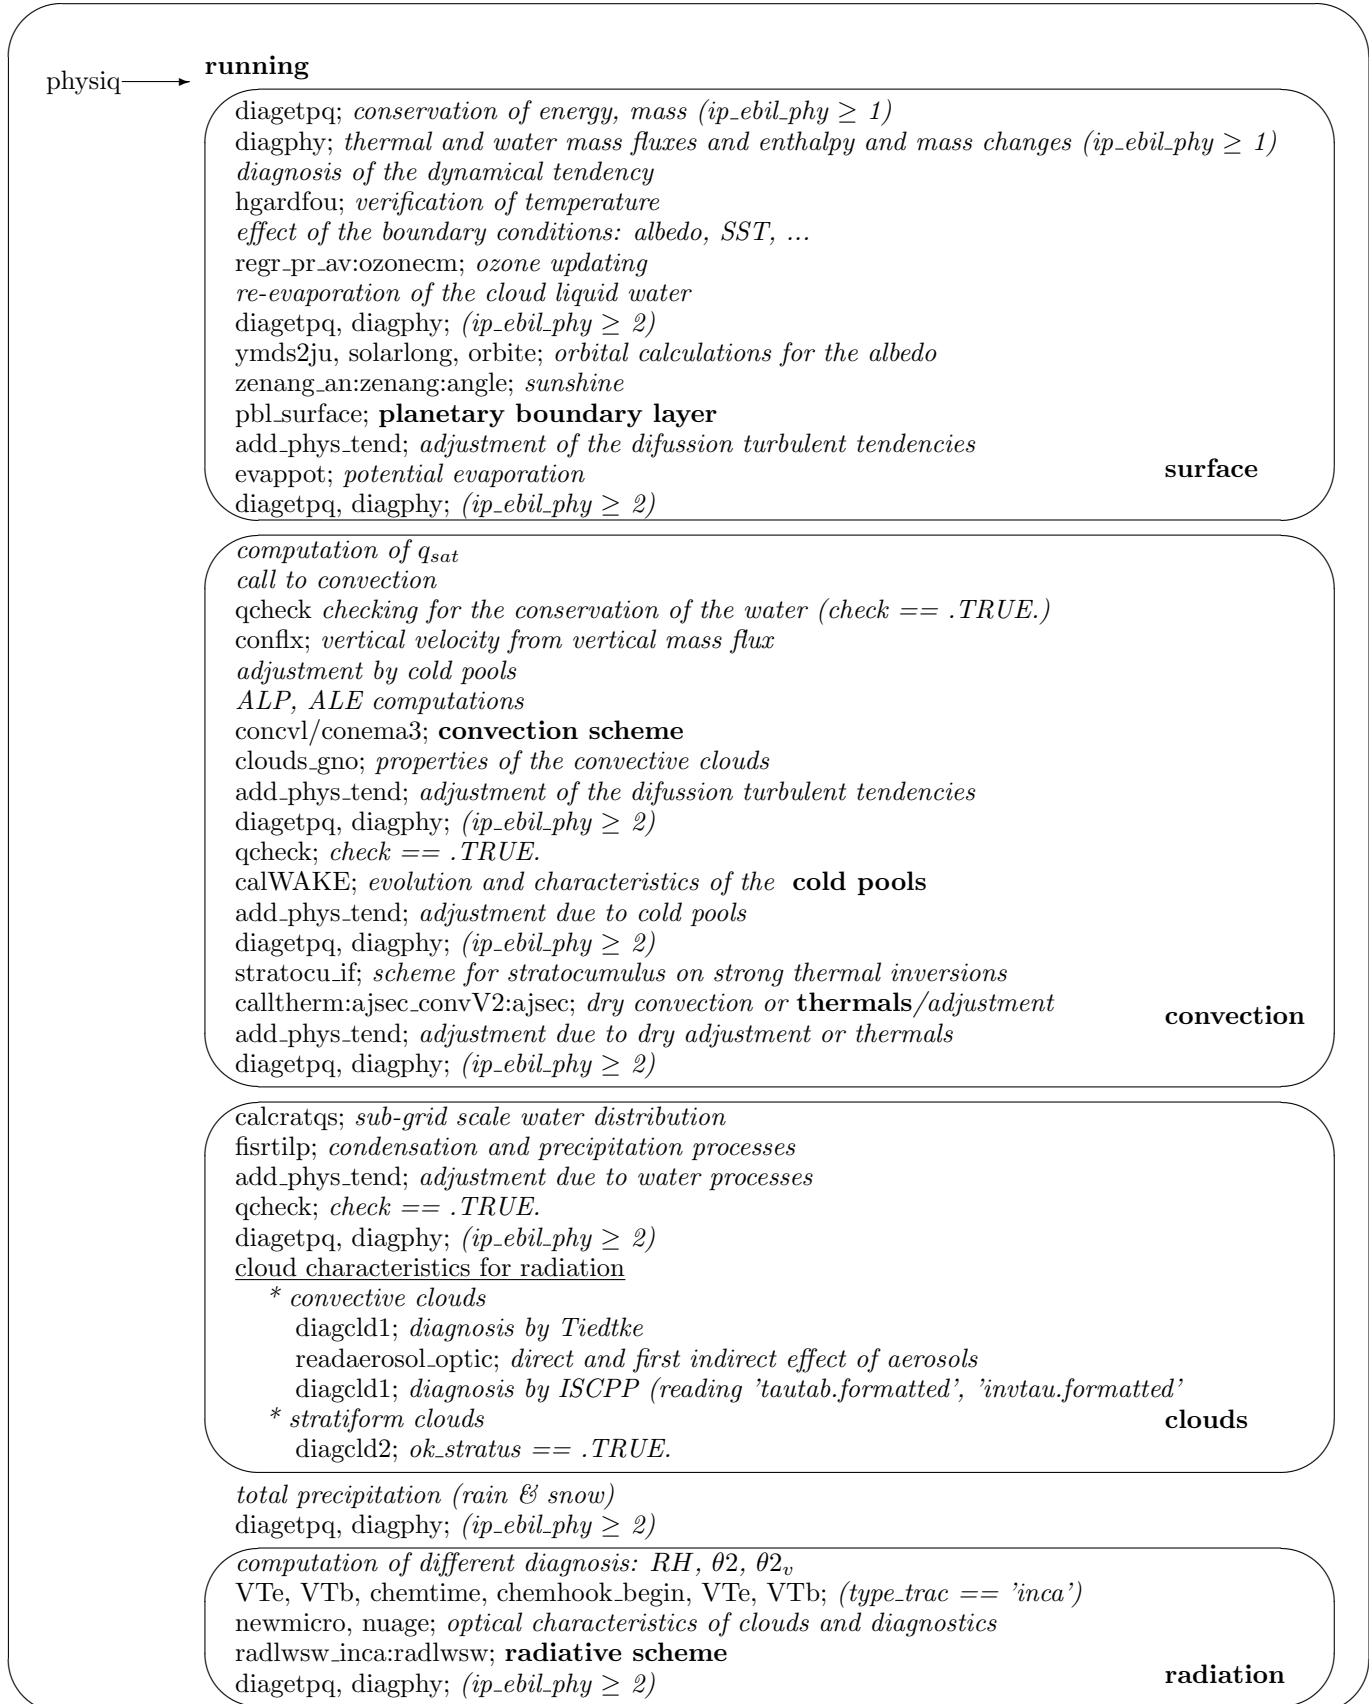 running
physiq
diagetpq; conservation of energy, mass (ip_ebil_phy ≥ 1)
diagphy; thermal and water mass fluxes and enthalpy and mass changes (ip_ebil_phy ≥ 1)
diagnosis of the dynamical tendency
hgardfou; verification of temperature
effect of the boundary conditions: albedo, SST, ...
regr_pr_av:ozonecm; ozone updating
re-evaporation of the cloud liquid water
diagetpq, diagphy; (ip_ebil_phy ≥ 2)
ymds2ju, solarlong, orbite; orbital calculations for the albedo
zenang_an:zenang:angle; sunshine
pbl_surface; planetary boundary layer
add_phys_tend; adjustment of the difussion turbulent tendencies
evappot; potential evaporation
surface
diagetpq, diagphy; (ip_ebil_phy ≥ 2)
computation of q_sat
call to convection
qcheck checking for the conservation of the water (check == .TRUE.)
conflx; vertical velocity from vertical mass flux
adjustment by cold pools
ALP, ALE computations
concvl/conema3; convection scheme
clouds_gno; properties of the convective clouds
add_phys_tend; adjustment of the difussion turbulent tendencies
diagetpq, diagphy; (ip_ebil_phy ≥ 2)
qcheck; check == .TRUE.
calWAKE; evolution and characteristics of the cold pools
add_phys_tend; adjustment due to cold pools
diagetpq, diagphy; (ip_ebil_phy ≥ 2)
stratocu_if; scheme for stratocumulus on strong thermal inversions
calltherm:ajsec_convV2:ajsec; dry convection or thermals/adjustment
convection
add_phys_tend; adjustment due to dry adjustment or thermals
diagetpq, diagphy; (ip_ebil_phy ≥ 2)
calcratqs; sub-grid scale water distribution
fisrtilp; condensation and precipitation processes
add_phys_tend; adjustment due to water processes
qcheck; check == .TRUE.
diagetpq, diagphy; (ip_ebil_phy ≥ 2)
cloud characteristics for radiation
* convective clouds
diagcld1; diagnosis by Tiedtke
readaerosol_optic; direct and first indirect effect of aerosols
diagcld1; diagnosis by ISCPP (reading 'tautab.formatted', 'invtau.formatted'
* stratiform clouds
clouds
diagcld2; ok_stratus == .TRUE.
total precipitation (rain & snow)
diagetpq, diagphy; (ip_ebil_phy ≥ 2)
computation of different diagnosis: RH, θ2, θ2_v
VTe, VTb, chemtime, chemhook_begin, VTe, VTb; (type_trac == 'inca')
newmicro, nuage; optical characteristics of clouds and diagnostics
radlwsw_inca:radlwsw; radiative scheme
radiation
diagetpq, diagphy; (ip_ebil_phy ≥ 2)